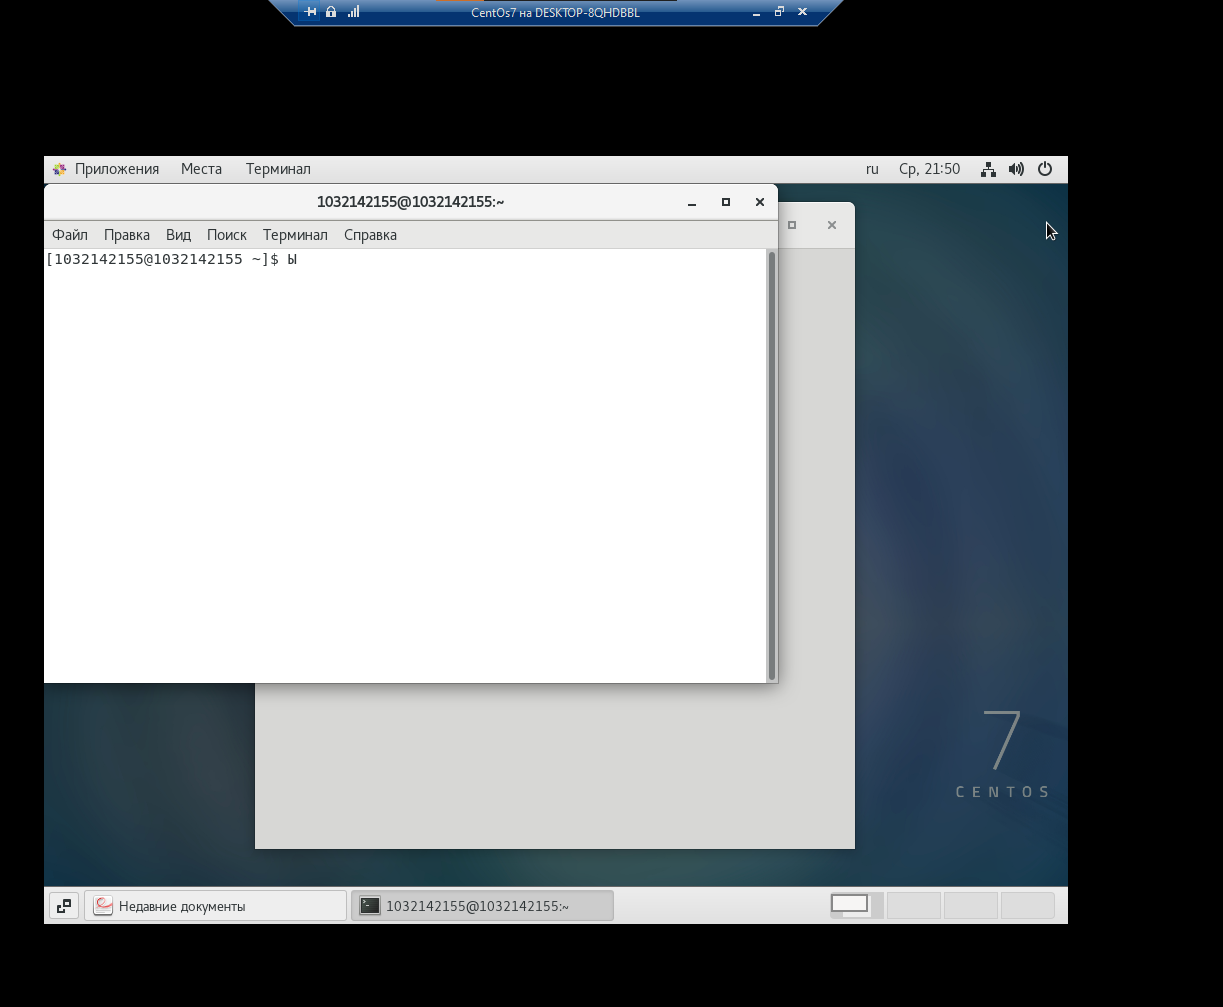 CentOs7 на DESKTOP-8QHDBBL
Приложения Места Терминал ru Ср, 21:50
1032142155@1032142155:~
Файл Правка Вид Поиск Терминал Справка
[1032142155@1032142155 ~]$ Ы
7
CENTOS
Недавние документы 1032142155@1032142155:~